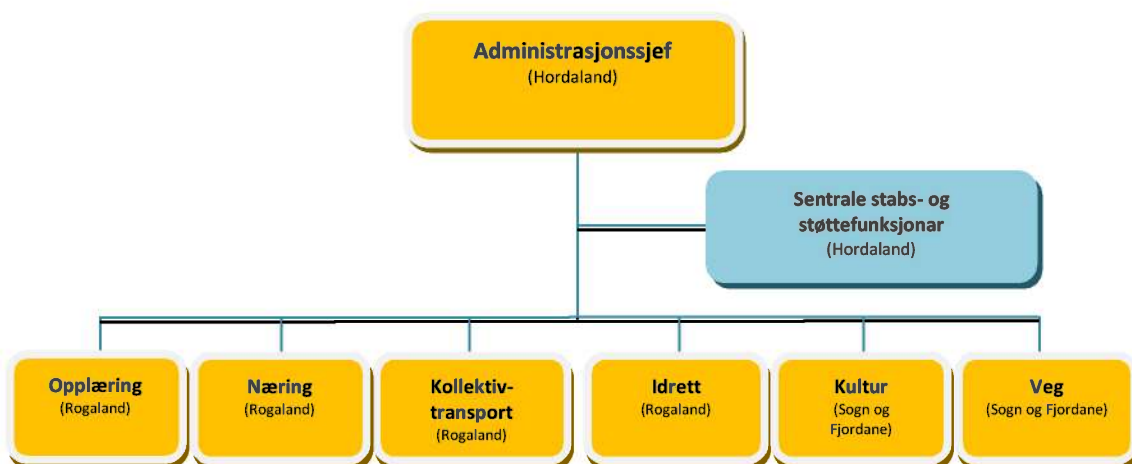 Administrasjonssjef
(Hordaland)
Sentrale stabs- og
støttefunksjonar
(Hordaland)
Opplæring
(Rogaland)
Næring
(Rogaland)
Kollektiv-
transport
(Rogaland)
Idrett
(Rogaland)
Kultur
(Sogn og
Fjordane)
Veg
(Sogn og Fjordane)